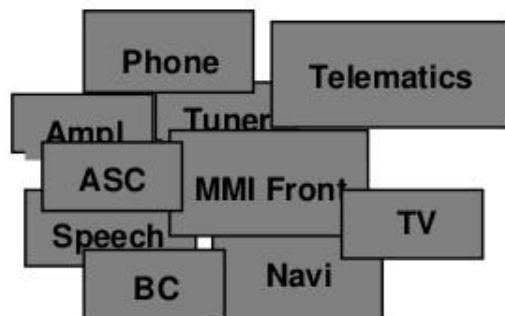 Phone
Telematics
Ampl
Tuner
ASC
MMI Front
Speech
TV
BC
Navi